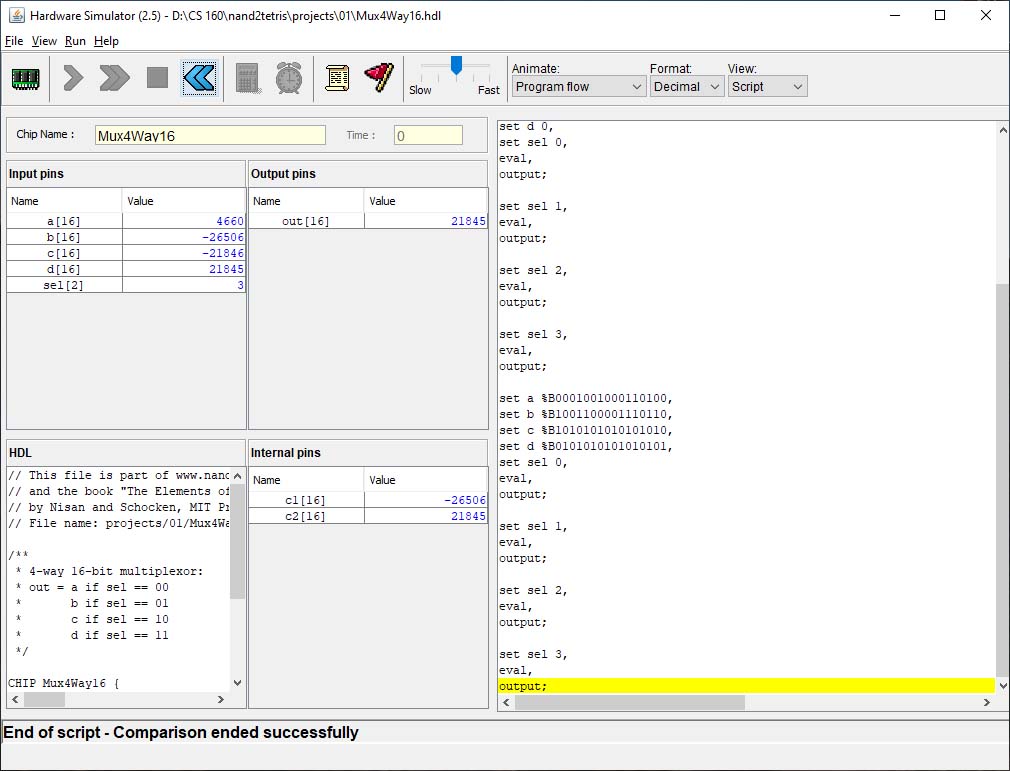 Hardware Simulator (2.5) - D:\CS 160\nand2tetris\projects\01\Mux4Way16.hdl
File View Run Help
Slow Fast
Animate: Format: View:
Program flow Decimal Script
Chip Name : Mux4Way16 Time : 0
Input pins
Name Value
a[16] 4660
b[16] -26506
c[16] -21846
d[16] 21845
sel[2] 3
Output pins
Name Value
out[16] 21845
HDL
// This file is part of www.nand
// and the book "The Elements of
// by Nisan and Schocken, MIT Pr
// File name: projects/01/Mux4Wa
/**
* 4-way 16-bit multiplexor:
* out = a if sel == 00
* b if sel == 01
* c if sel == 10
* d if sel == 11
*/
CHIP Mux4Way16 {
Internal pins
Name Value
c1[16] -26506
c2[16] 21845
set d 0,
set sel 0,
eval,
output;
set sel 1,
eval,
output;
set sel 2,
eval,
output;
set sel 3,
eval,
output;
set a %B0001001000110100,
set b %B1001100001110110,
set c %B1010101010101010,
set d %B0101010101010101,
set sel 0,
eval,
output;
set sel 1,
eval,
output;
set sel 2,
eval,
output;
set sel 3,
eval,
output;
End of script - Comparison ended successfully